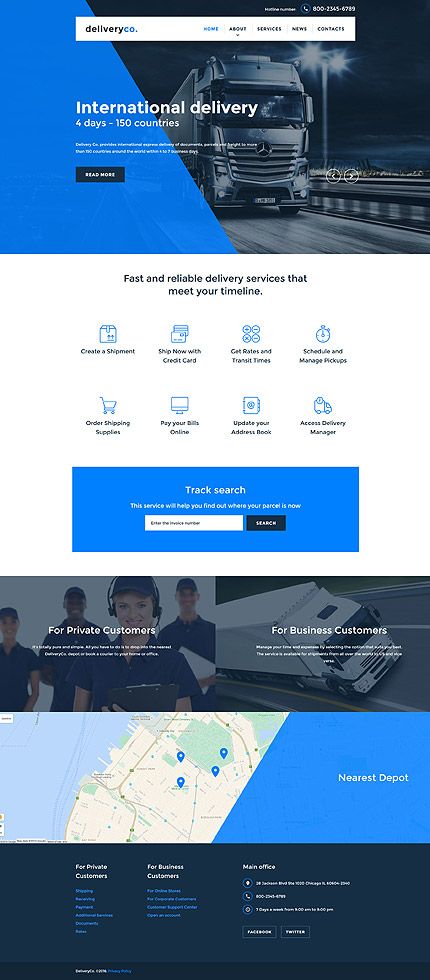 Hotline number: 800-2345-6789
deliveryco.
HOME ABOUT SERVICES NEWS CONTACTS
International delivery
4 days - 150 countries
Delivery Co. provides international express delivery of documents, parcels and freight to more
than 150 countries around the world within 4 to 7 business days.
READ MORE
Fast and reliable delivery services that
meet your timeline.
Create a Shipment
Ship Now with
Credit Card
Get Rates and
Transit Times
Schedule and
Manage Pickups
Order Shipping
Supplies
Pay your Bills
Online
Update your
Address Book
Access Delivery
Manager
Track search
This service will help you find out where your parcel is now
Enter the invoice number
SEARCH
For Private Customers
It's totally pure and simple. All you have to do is to drop into the nearest
DeliveryCo. depot or book a courier to your home or office.
For Business Customers
Manage your time and expenses by selecting the option that suits you best.
The service is available for shipments from all over the world to US and vice
versa.
Nearest Depot
For Private
Customers
Shipping
Receiving
Payment
Additional Services
Documents
Rates
For Business
Customers
For Online Stores
For Corporate Customers
Customer Support Center
Open an account
Main office
28 Jackson Blvd Ste 1020 Chicago IL 60604-2340
800-2345-6789
7 Days a week from 9:00 am to 5:00 pm
FACEBOOK
TWITTER
DeliveryCo. ©2018. Privacy Policy